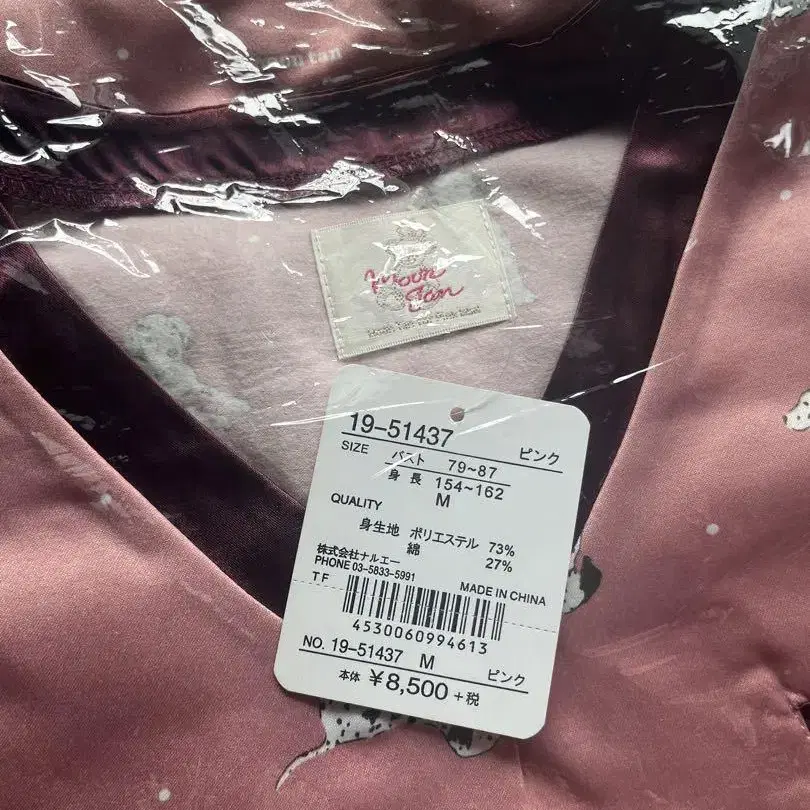 Moon
Tan
19-51437 ピンク
SIZE バスト 79~87
身長 154~162
M
QUALITY
身生地 ポリエステル 73%
綿 27%
株式会社ナルエー
PHONE 03-5833-5991
TF MADE IN CHINA
4530060994613
NO. 19-51437 M ピンク
本体 ¥8,500+税